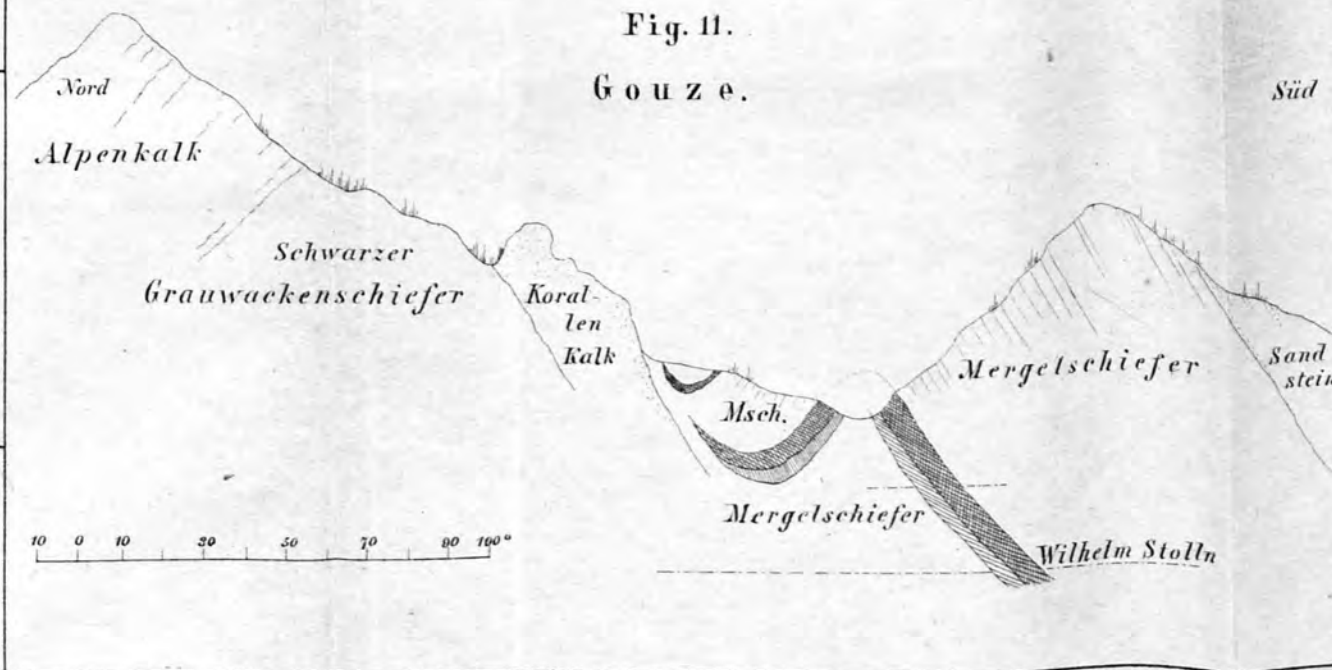 Fig. 11.
Gouze.
Nord
Süd
Alpenkalk
Schwarzer
Grauwackenschiefer
Koral-
len
Kalk
Mergelschiefer
Sand
stein
Msch.
Mergelschiefer
Wilhelm Stolln
10 0 10 30 50 70 90 100°